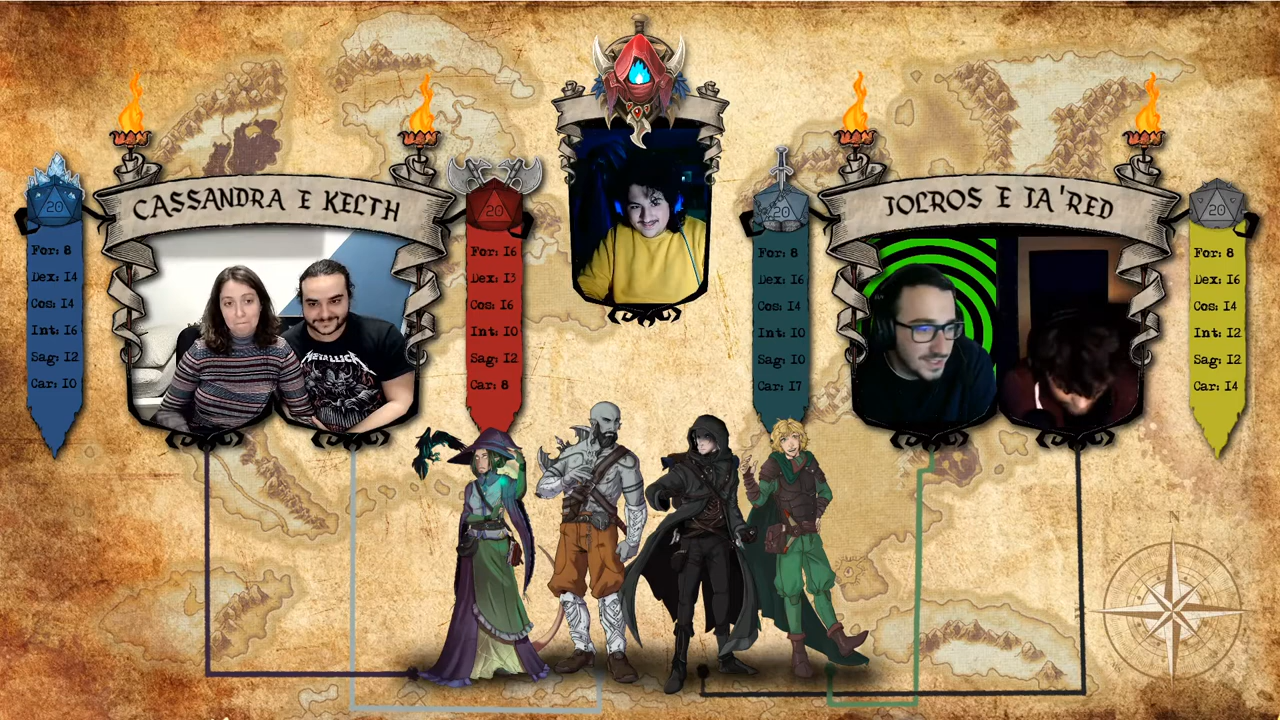 CASSANDRA E KELTH
JOLROS E JA'RED
20
For: 8
Dex: 14
Cos: 14
Int: 16
Sag: 12
Car: 10
20
For: 16
Dex: 13
Cos: 16
Int: 10
Sag: 12
Car: 8
METALLICA
20
For: 8
Dex: 16
Cos: 14
Int: 10
Sag: 10
Car: 17
20
For: 8
Dex: 16
Cos: 14
Int: 12
Sag: 12
Car: 14
N